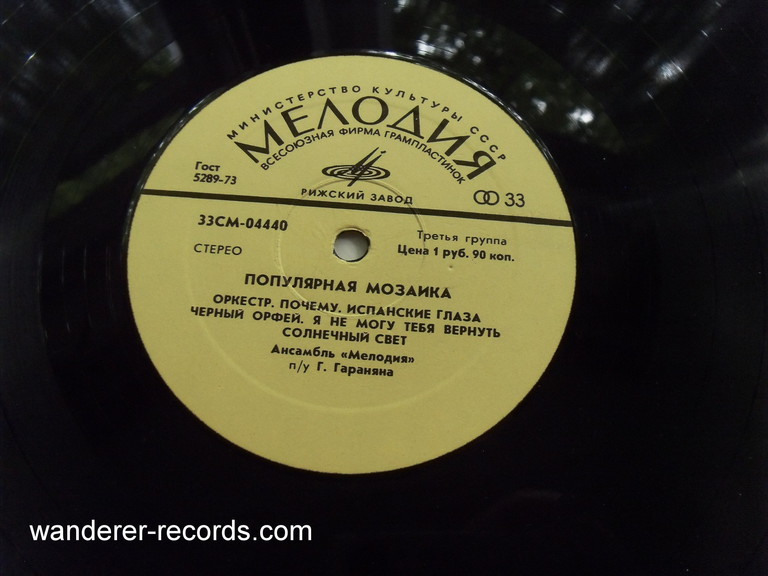 МИНИСТЕРСТВО КУЛЬТУРЫ СССР
МЕЛОДИЯ
ВСЕСОЮЗНАЯ ФИРМА ГРАМПЛАСТИНОК
Гост
5289-73
РИЖСКИЙ ЗАВОД
33
33СМ-04440
СТЕРЕО
Третья группа
Цена 1 руб. 90 коп.
ПОПУЛЯРНАЯ МОЗАИКА
ОРКЕСТР. ПОЧЕМУ. ИСПАНСКИЕ ГЛАЗА
ЧЕРНЫЙ ОРФЕЙ. Я НЕ МОГУ ТЕБЯ ВЕРНУТЬ
СОЛНЕЧНЫЙ СВЕТ
Ансамбль «Мелодия»
п/у Г. Гараняна
wanderer-records.com